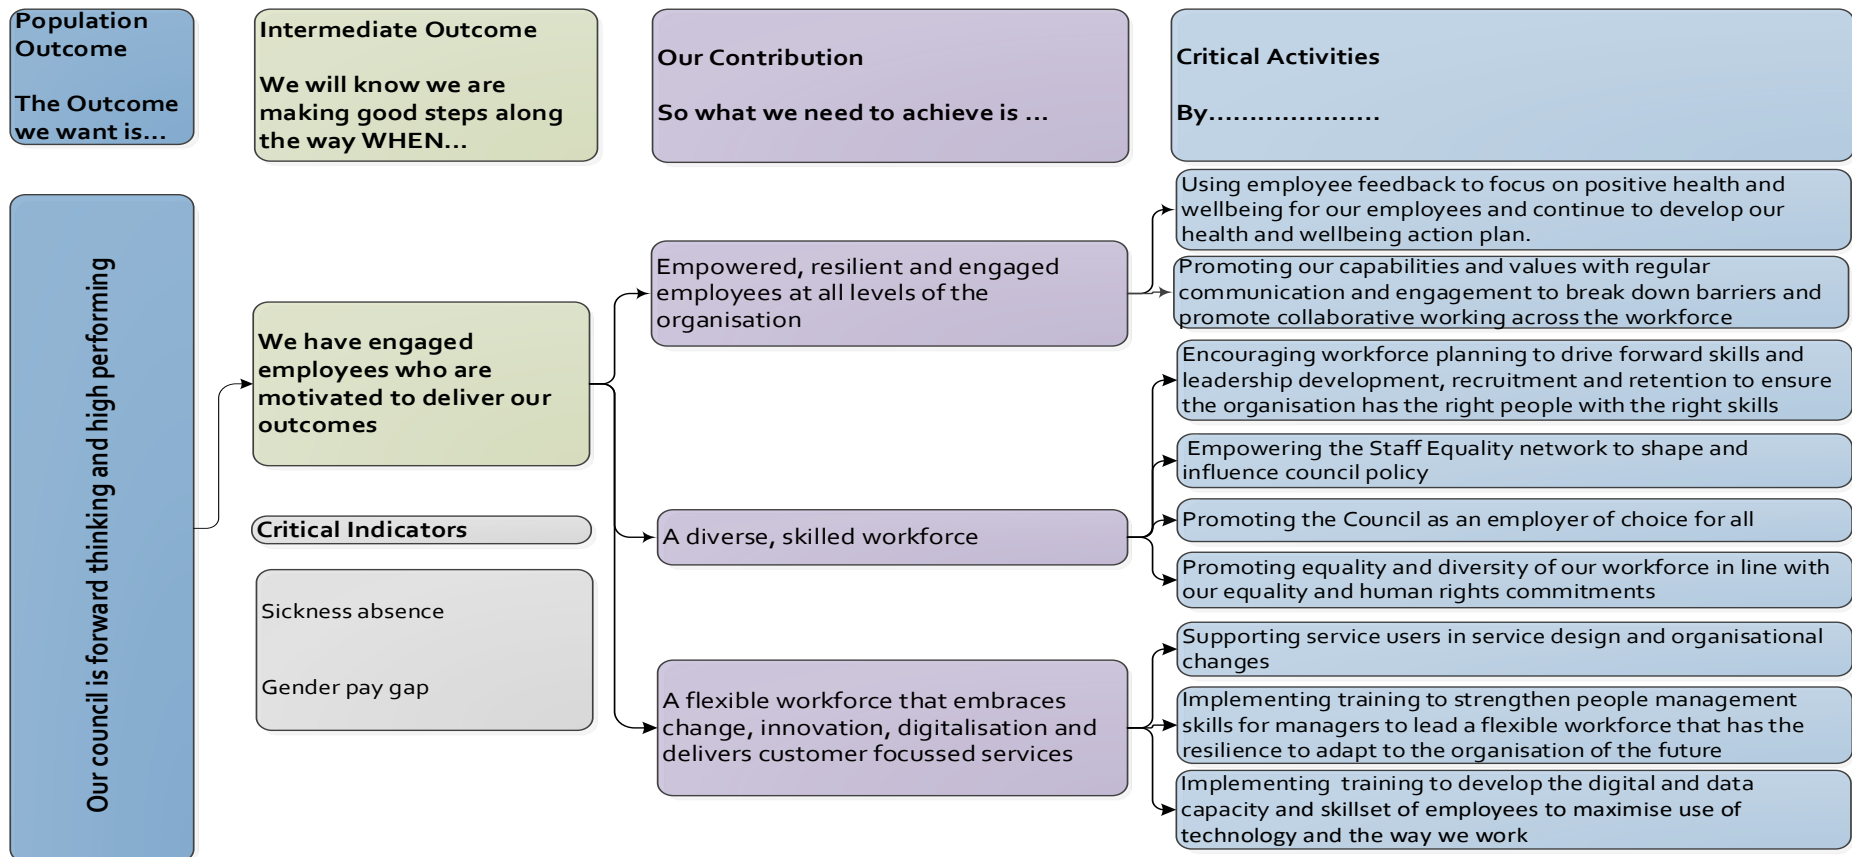 Population
Outcome
The Outcome
we want is...
Intermediate Outcome
We will know we are
making good steps along
the way WHEN...
Our Contribution
So what we need to achieve is ...
Critical Activities
By.....................
Our council is forward thinking and high performing
We have engaged
employees who are
motivated to deliver our
outcomes
Critical Indicators
Sickness absence
Gender pay gap
Empowered, resilient and engaged
employees at all levels of the
organisation
A diverse, skilled workforce
A flexible workforce that embraces
change, innovation, digitalisation and
delivers customer focussed services
Using employee feedback to focus on positive health and
wellbeing for our employees and continue to develop our
health and wellbeing action plan.
Promoting our capabilities and values with regular
communication and engagement to break down barriers and
promote collaborative working across the workforce
Encouraging workforce planning to drive forward skills and
leadership development, recruitment and retention to ensure
the organisation has the right people with the right skills
Empowering the Staff Equality network to shape and
influence council policy
Promoting the Council as an employer of choice for all
Promoting equality and diversity of our workforce in line with
our equality and human rights commitments
Supporting service users in service design and organisational
changes
Implementing training to strengthen people management
skills for managers to lead a flexible workforce that has the
resilience to adapt to the organisation of the future
Implementing training to develop the digital and data
capacity and skillset of employees to maximise use of
technology and the way we work